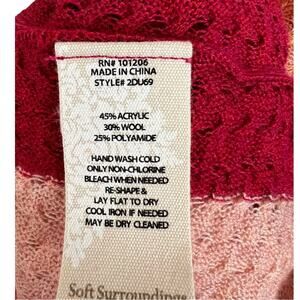 RN# 101206
MADE IN CHINA
STYLE# 2DU69
45% ACRYLIC
30% WOOL
25% POLYAMIDE
HAND WASH COLD
ONLY NON-CHLORINE
BLEACH WHEN NEEDED
RE-SHAPE &
LAY FLAT TO DRY
COOL IRON IF NEEDED
MAY BE DRY CLEANED
Soft Surroundings